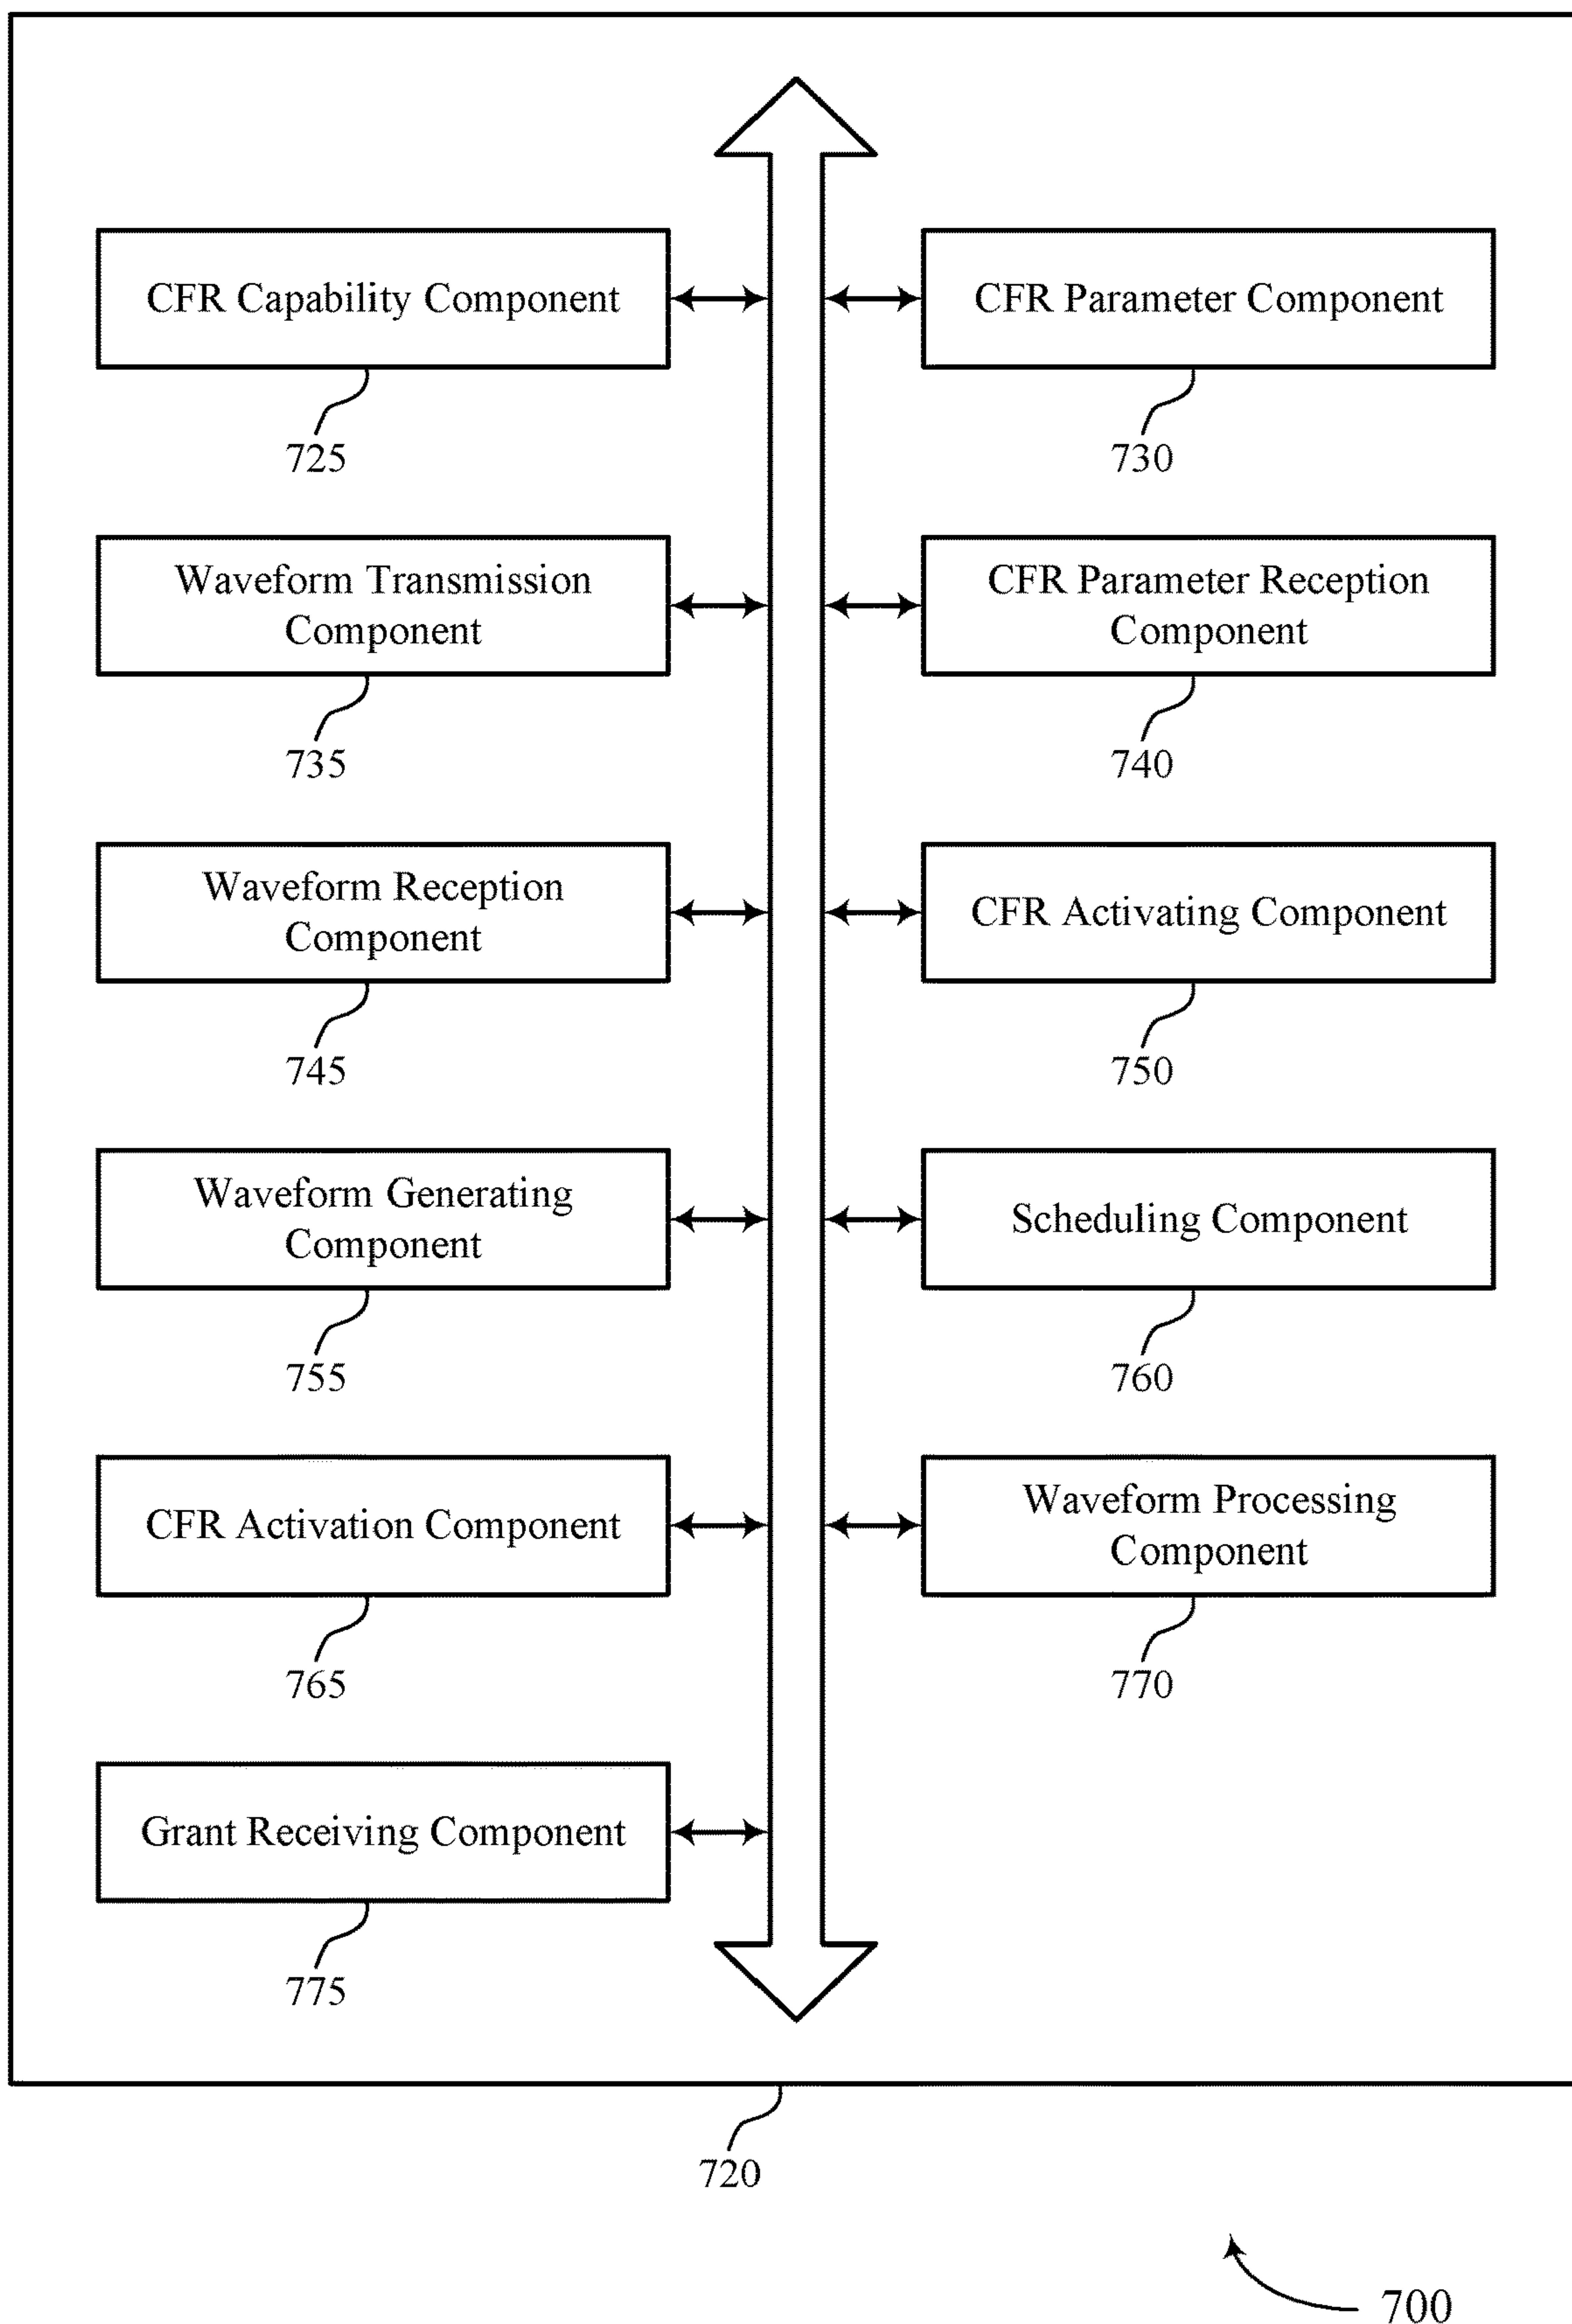 CFR Capability Component
725
CFR Parameter Component
730
Waveform Transmission
Component
735
CFR Parameter Reception
Component
740
Waveform Reception
Component
745
CFR Activating Component
750
Waveform Generating
Component
755
Scheduling Component
760
CFR Activation Component
765
Waveform Processing
Component
770
Grant Receiving Component
775
720
700